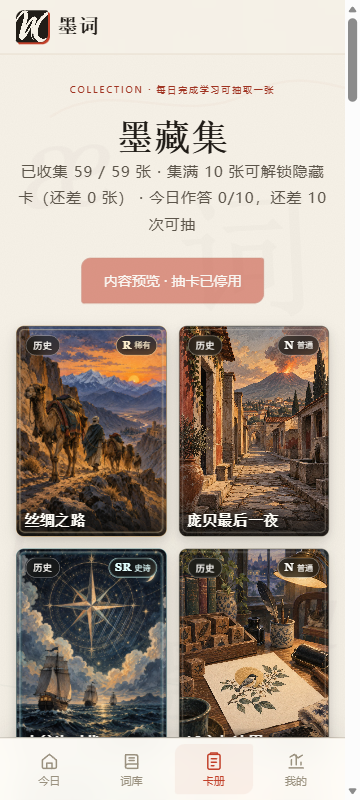 墨词
COLLECTION · 每日完成学习可抽取一张
墨藏集
已收集 59 / 59 张 · 集满 10 张可解锁隐藏
卡（还差 0 张） · 今日作答 0/10，还差 10
次可抽
内容预览 · 抽卡已停用
历史 R 稀有
历史 N 普通
丝绸之路
庞贝最后一夜
历史 SR 史诗
历史 N 普通
今日
词库
卡册
我的